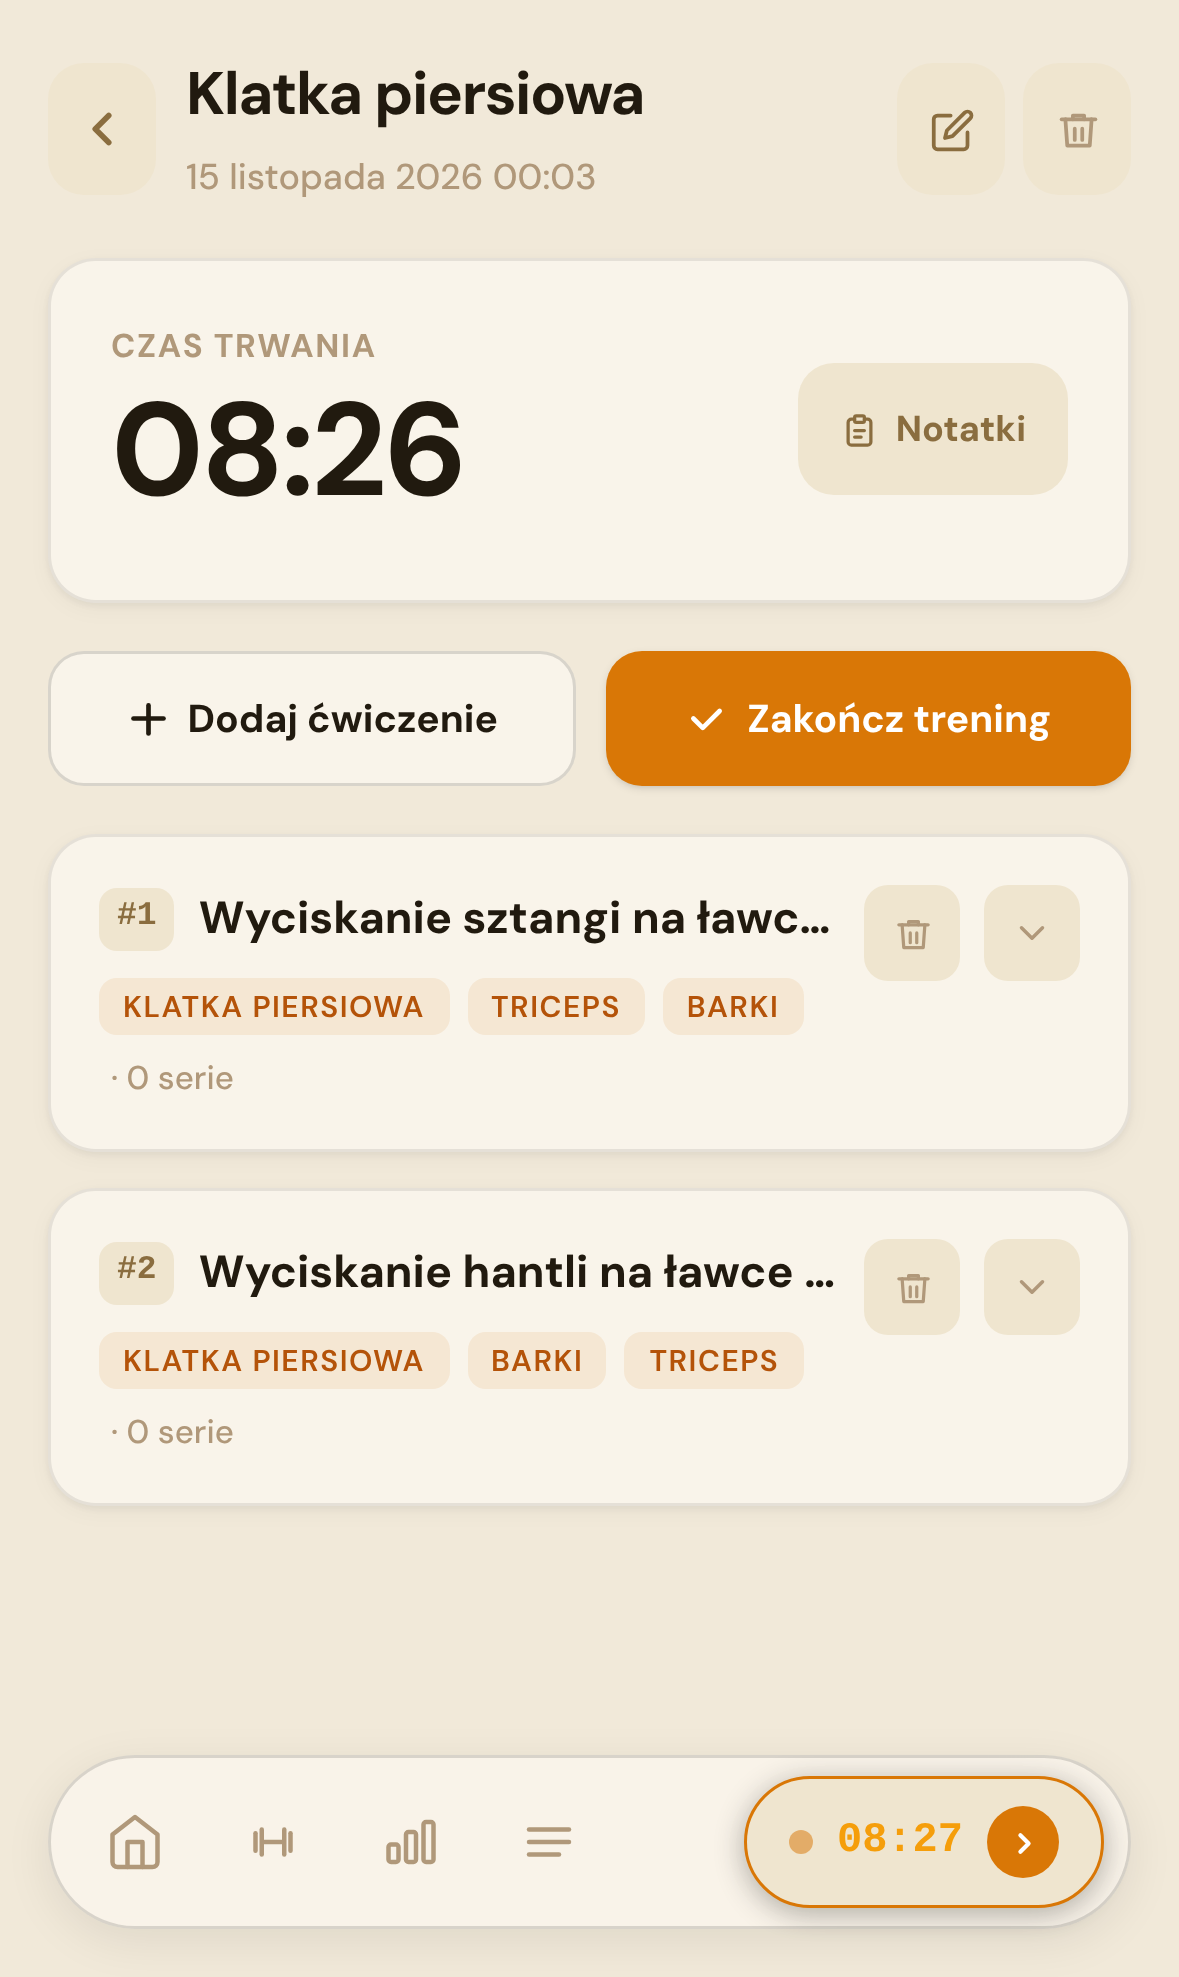 Klatka piersiowa
15 listopada 2026 00:03
CZAS TRWANIA
08:26
Notatki
Dodaj ćwiczenie
Zakończ trening
#1 Wyciskanie sztangi na ławc...
KLATKA PIERSIOWA TRICEPS BARKI
· 0 serie
#2 Wyciskanie hantli na ławce ...
KLATKA PIERSIOWA BARKI TRICEPS
· 0 serie
08:27